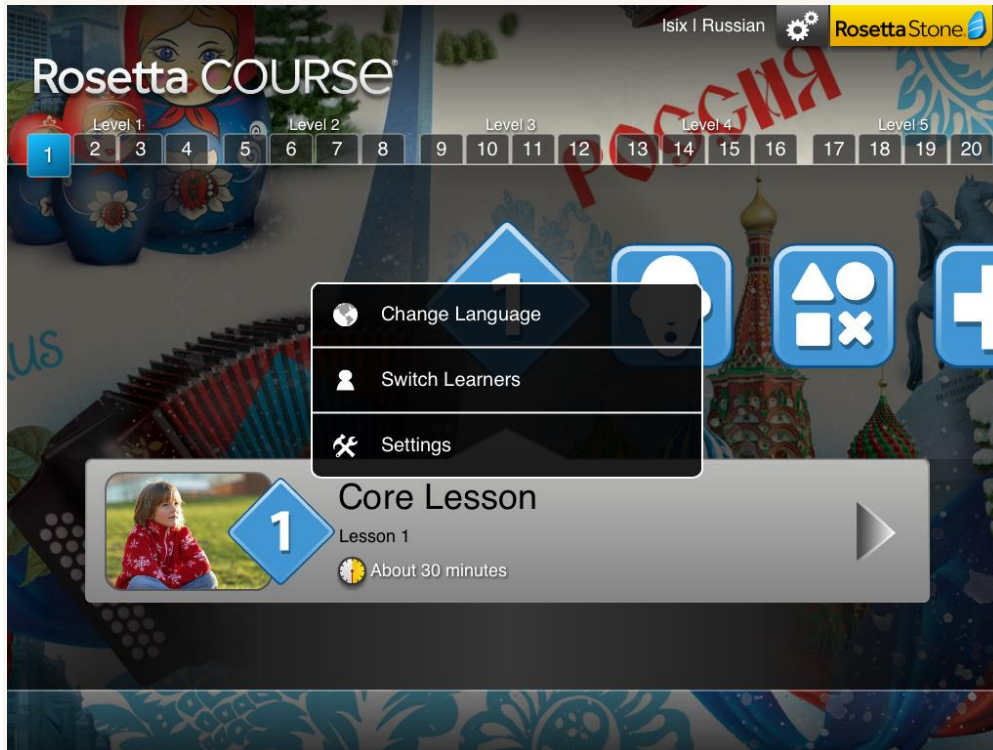 Isix | Russian
Rosetta Stone
Rosetta COURSE
Level 1 Level 2 Level 3 Level 4 Level 5
1 2 3 4 5 6 7 8 9 10 11 12 13 14 15 16 17 18 19 20
РОССИЯ
1
US
Change Language
Switch Learners
Settings
1
Core Lesson
Lesson 1
About 30 minutes